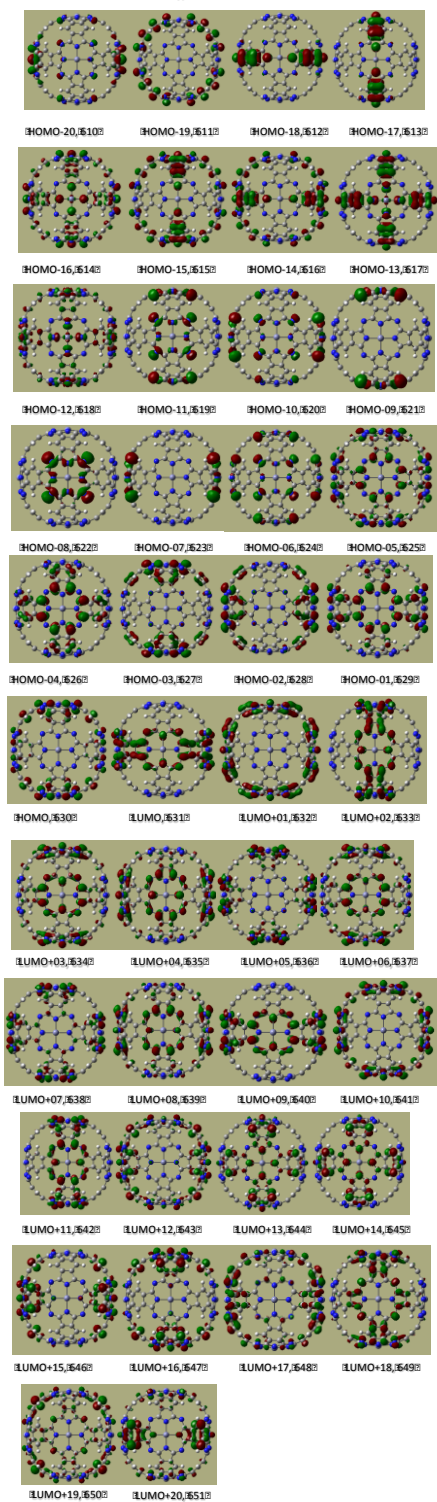 HOMO-20, 610 HOMO-19, 611 HOMO-18, 612 HOMO-17, 613
HOMO-16, 614 HOMO-15, 615 HOMO-14, 616 HOMO-13, 617
HOMO-12, 618 HOMO-11, 619 HOMO-10, 620 HOMO-09, 621
HOMO-08, 622 HOMO-07, 623 HOMO-06, 624 HOMO-05, 625
HOMO-04, 626 HOMO-03, 627 HOMO-02, 628 HOMO-01, 629
HOMO, 630 LUMO, 631 LUMO+01, 632 LUMO+02, 633
LUMO+03, 634 LUMO+04, 635 LUMO+05, 636 LUMO+06, 637
LUMO+07, 638 LUMO+08, 639 LUMO+09, 640 LUMO+10, 641
LUMO+11, 642 LUMO+12, 643 LUMO+13, 644 LUMO+14, 645
LUMO+15, 646 LUMO+16, 647 LUMO+17, 648 LUMO+18, 649
LUMO+19, 650 LUMO+20, 651